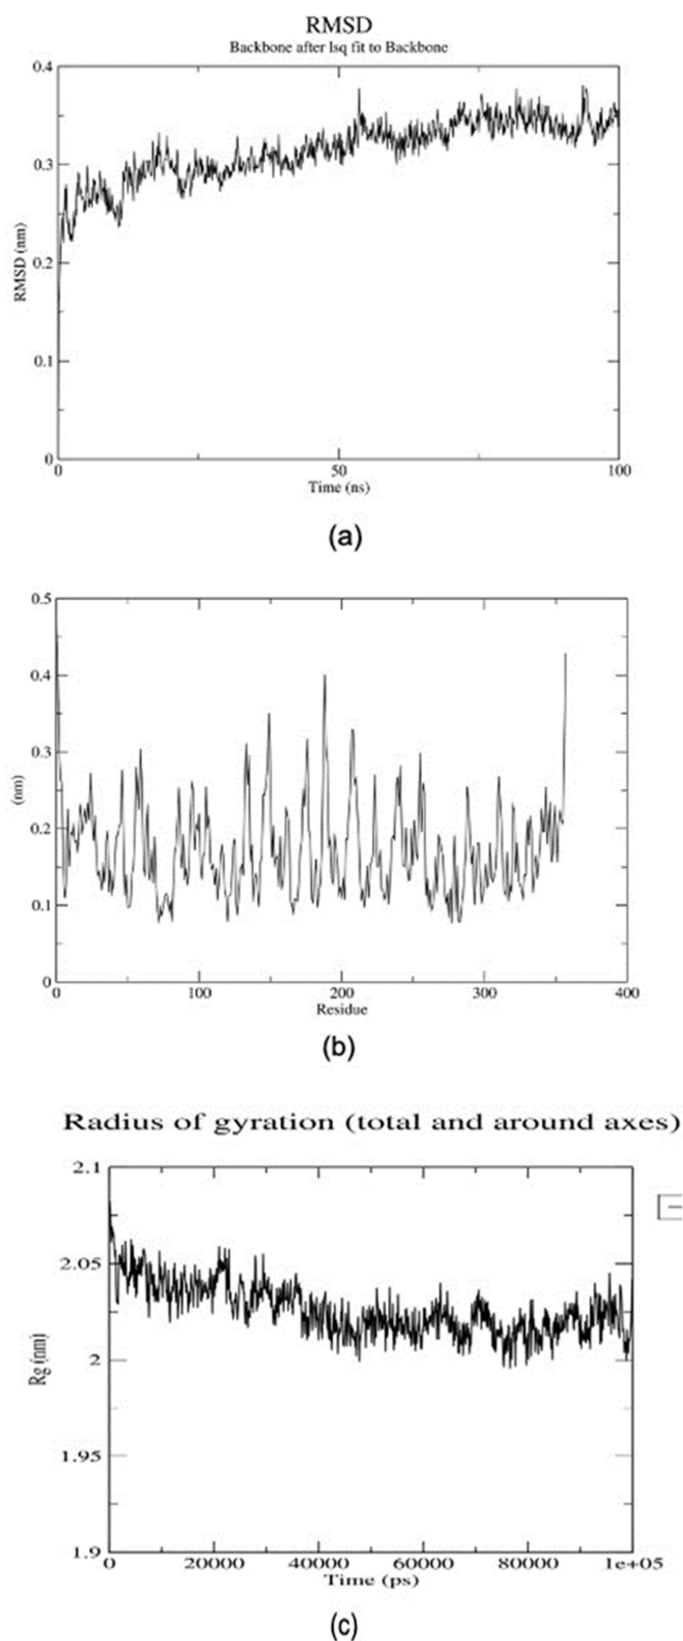 RMSD
Backbone after lsq fit to Backbone
0.4
0.3
0.2
0.1
0
RMSD (nm)
0 50 100
Time (ns)
(a)
0.5
0.4
0.3
0.2
0.1
0
(nm)
0 100 200 300 400
Residue
(b)
Radius of gyration (total and around axes)
2.1
2.05
2
1.95
1.9
Rg (nm)
0 20000 40000 60000 80000 1e+05
Time (ps)
(c)